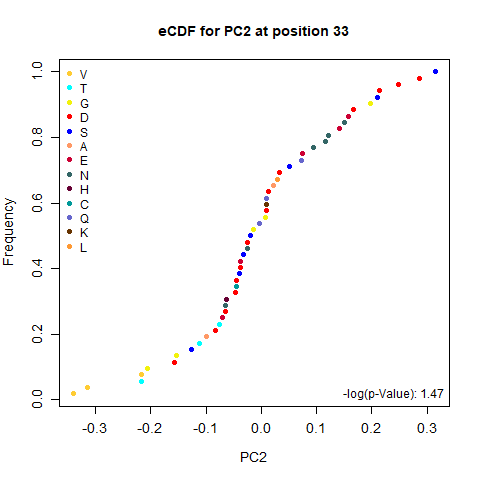 eCDF for PC2 at position 33
Frequency
1.0
0.8
0.6
0.4
0.2
0.0
V
T
G
D
S
A
E
N
H
C
Q
K
L
-log(p-Value): 1.47
-0.3 -0.2 -0.1 0.0 0.1 0.2 0.3
PC2